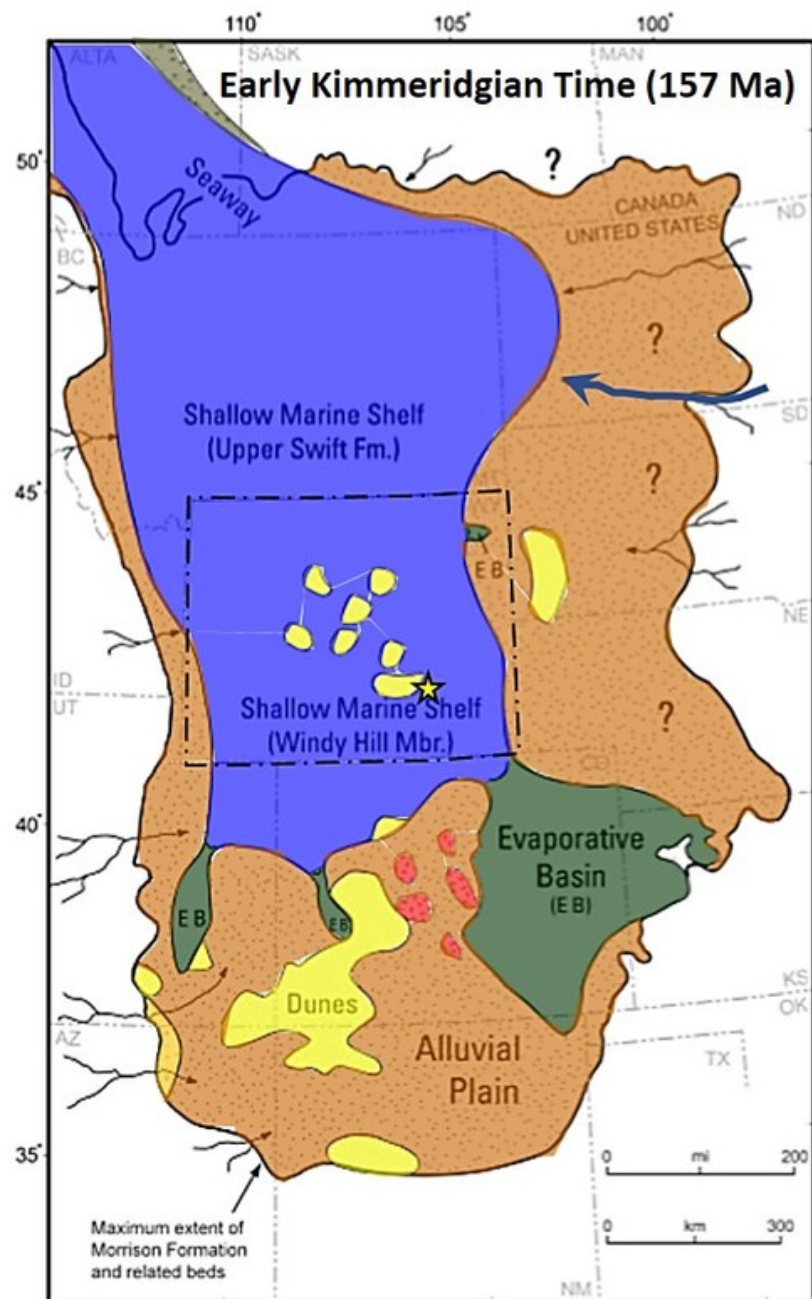 110°
105°
100°
ALTA
SASK
MAN
Early Kimmeridgian Time (157 Ma)
50°
?
Seaway
CANADA
UNITED STATES
ND
BC
?
Shallow Marine Shelf
(Upper Swift Fm.)
SD
45°
?
E B
NE
ID
UT
Shallow Marine Shelf
(Windy Hill Mbr.)
?
CO
40°
Evaporative
Basin
(E B)
E B
E B
Dunes
KS
OK
AZ
Alluvial
Plain
TX
35°
0 mi 200
0 km 300
Maximum extent of
Morrison Formation
and related beds
NM